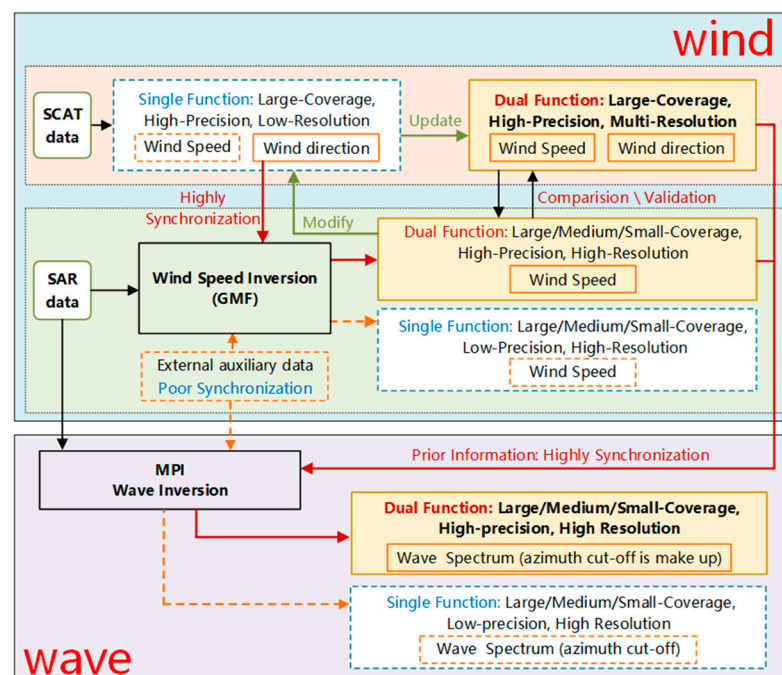 wind
SCAT
data
Single Function: Large-Coverage,
High-Precision, Low-Resolution
Wind Speed
Wind direction
Update
Dual Function: Large-Coverage,
High-Precision, Multi-Resolution
Wind Speed
Wind direction
Highly
Synchronization
Modify
Comparision \ Validation
SAR
data
Wind Speed Inversion
(GMF)
Dual Function: Large/Medium/Small-Coverage,
High-Precision, High-Resolution
Wind Speed
Single Function: Large/Medium/Small-Coverage,
Low-Precision, High-Resolution
Wind Speed
External auxiliary data
Poor Synchronization
Prior Information: Highly Synchronization
MPI
Wave Inversion
Dual Function: Large/Medium/Small-Coverage,
High-precision, High Resolution
Wave Spectrum (azimuth cut-off is make up)
Single Function: Large/Medium/Small-Coverage,
Low-precision, High Resolution
Wave Spectrum (azimuth cut-off)
wave